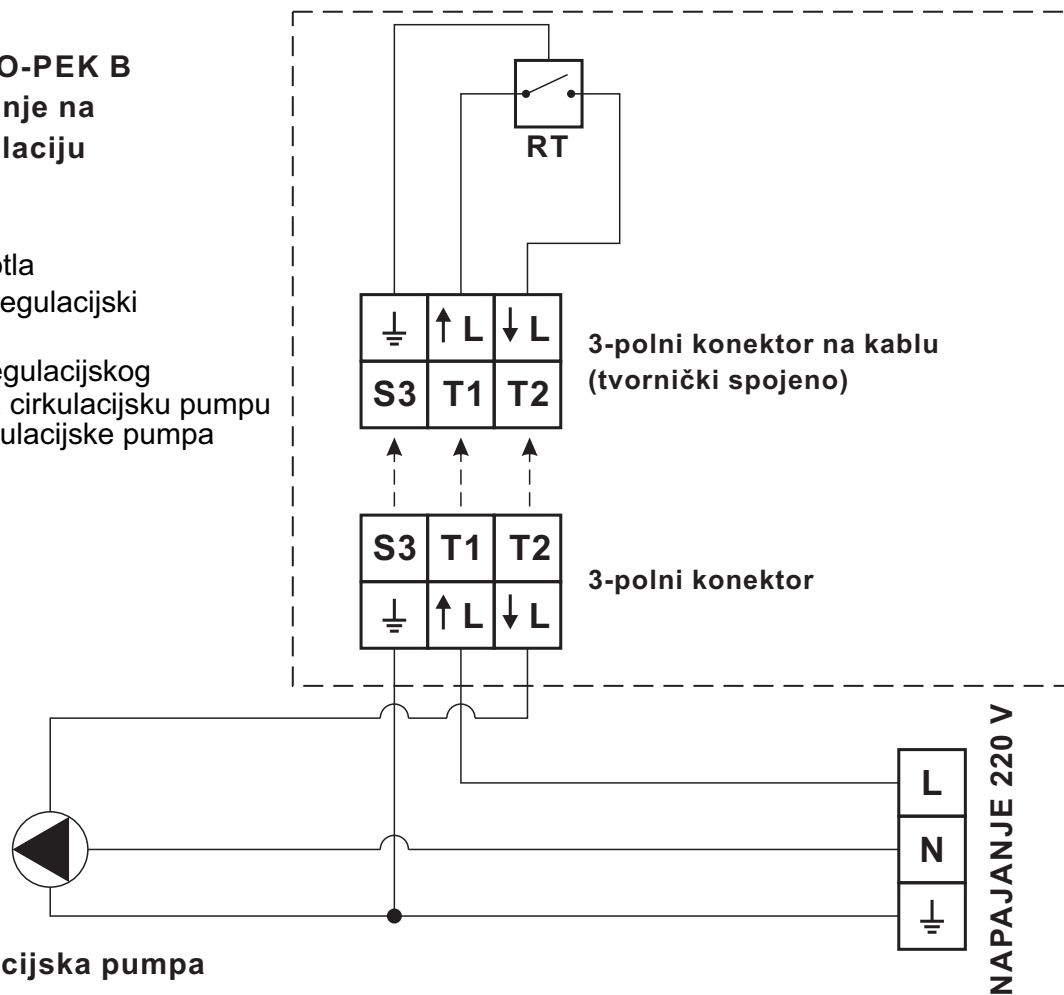 O-PEK B
nje na
laciju
otla
egulacijski
egulacijskog
cirkulacijsku pumpu
ulacijske pumpa
RT
↑ L ↓ L
S3 T1 T2
3-polni konektor na kablu
(tvornički spojeno)
S3 T1 T2
↑ L ↓ L
3-polni konektor
L
N
NAPAJANJE 220 V
cijska pumpa